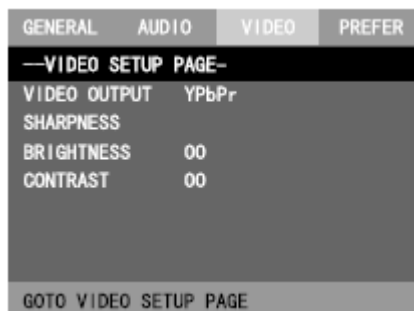 GENERAL AUDIO VIDEO PREFER
--VIDEO SETUP PAGE-
VIDEO OUTPUT YPbPr
SHARPNESS
BRIGHTNESS 00
CONTRAST 00
GOTO VIDEO SETUP PAGE